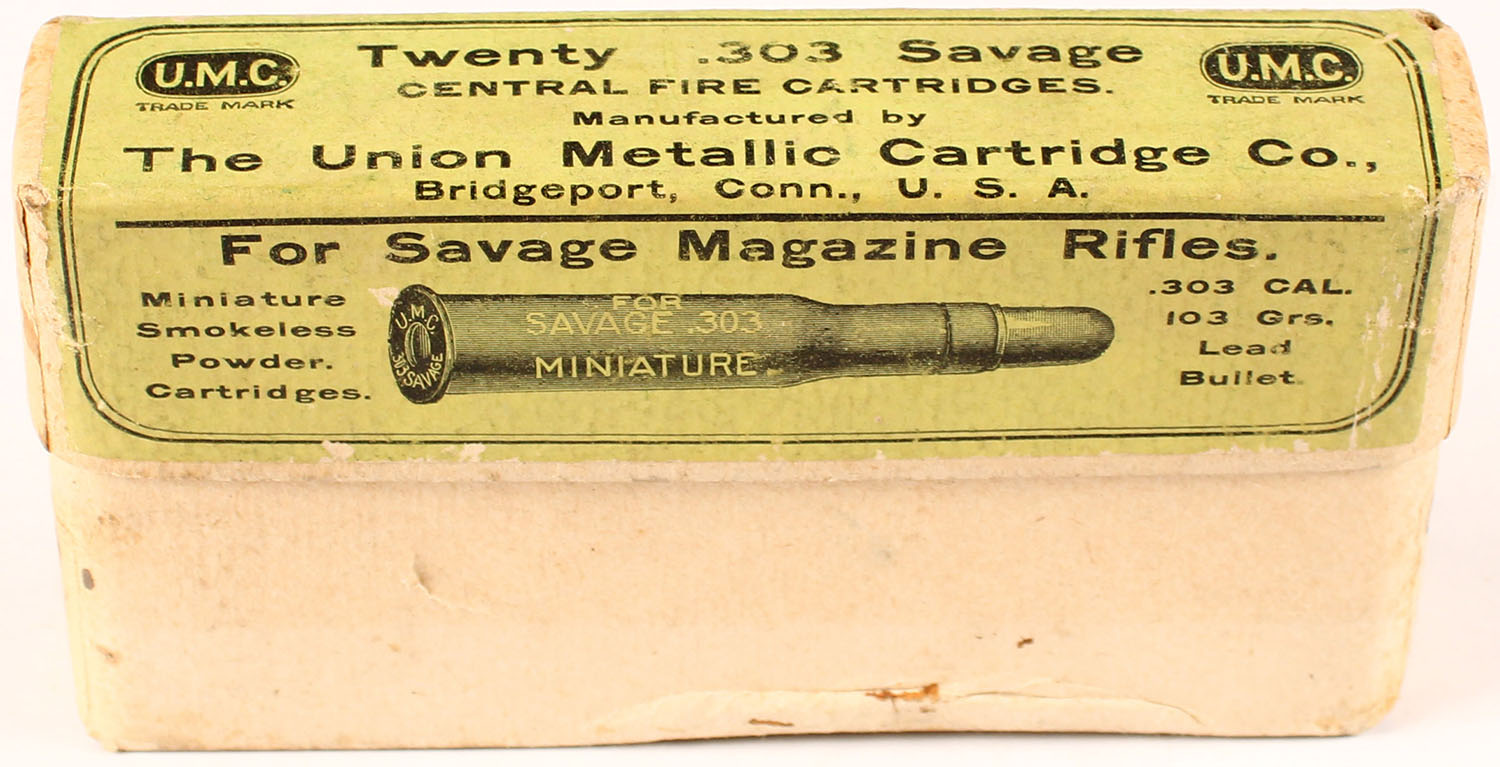 U.M.C. Twenty .303 Savage U.M.C.
TRADE MARK CENTRAL FIRE CARTRIDGES. TRADE MARK
Manufactured by
The Union Metallic Cartridge Co.,
Bridgeport, Conn., U. S. A.
For Savage Magazine Rifles.
Miniature
Smokeless
Powder.
Cartridges.
U.M.C.
303 SAVAGE
FOR
SAVAGE .303
MINIATURE
.303 CAL.
103 Grs.
Lead
Bullet.